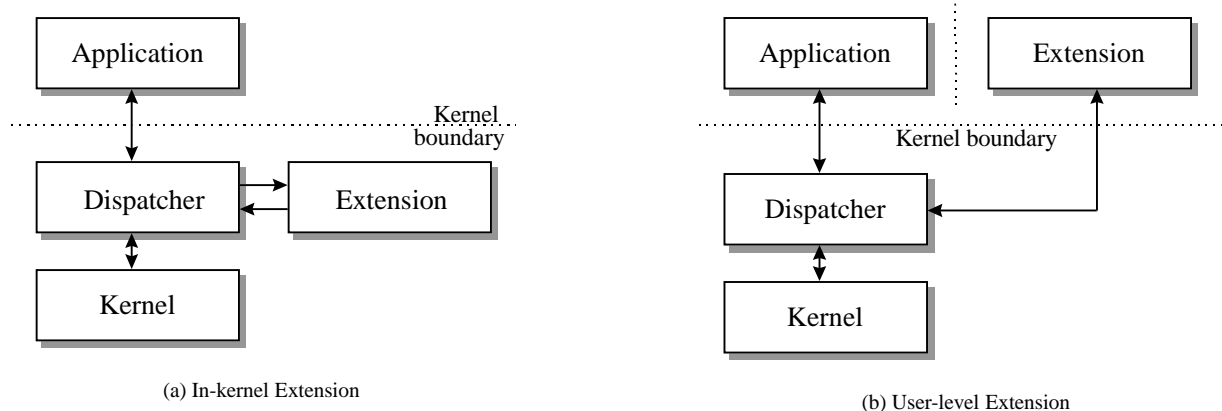 Application
Kernel
boundary
Dispatcher
Extension
Kernel
(a) In-kernel Extension
Application
Extension
Kernel boundary
Dispatcher
Kernel
(b) User-level Extension